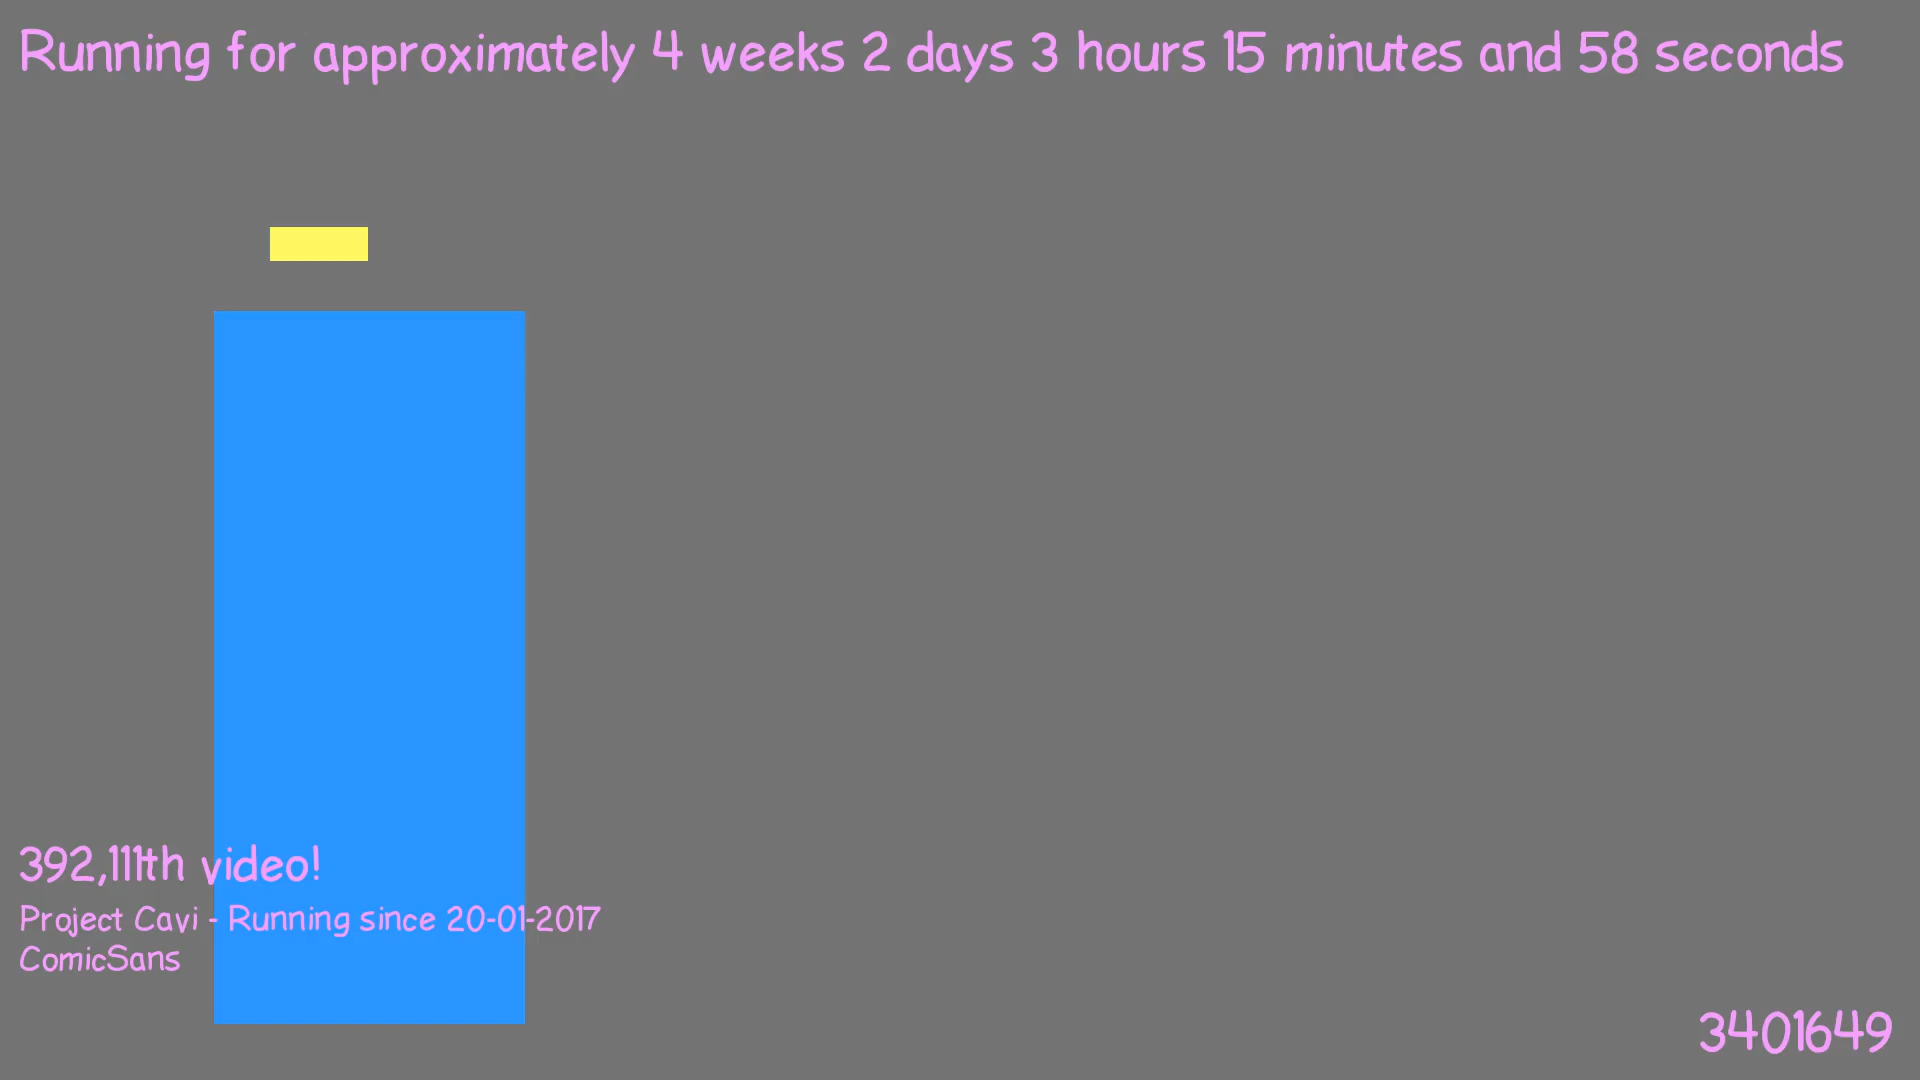 Running for approximately 4 weeks 2 days 3 hours 15 minutes and 58 seconds
392,111th video!
Project Cavi - Running since 20-01-2017
ComicSans
3401649